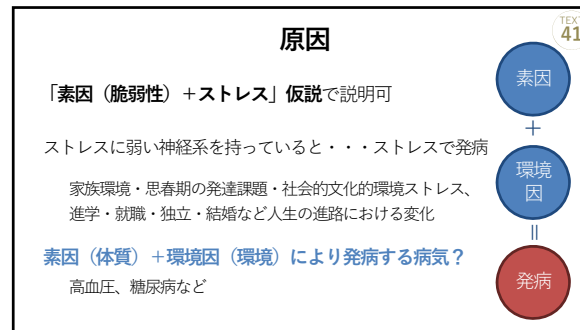 原因
TEXT
41
「素因（脆弱性）＋ストレス」仮説で説明可
ストレスに弱い神経系を持っていると・・・ストレスで発病
家族環境・思春期の発達課題・社会的文化的環境ストレス、
進学・就職・独立・結婚など人生の進路における変化
素因（体質）＋環境因（環境）により発病する病気？
高血圧、糖尿病など
素因
＋
環境
因
＝
発病